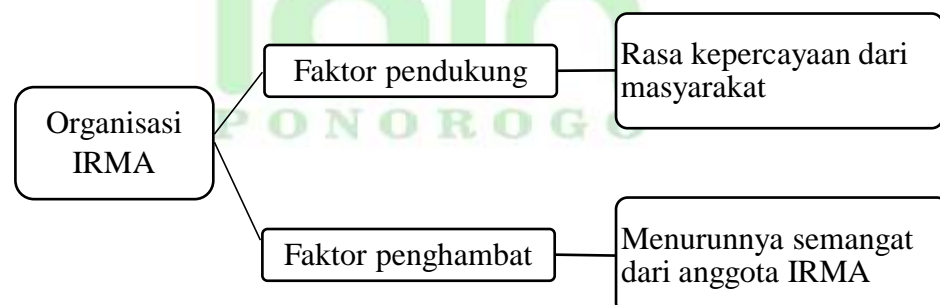 Faktor pendukung
Rasa kepercayaan dari
masyarakat
Organisasi
IRMA
PONOROGO
Faktor penghambat
Menurunnya semangat
dari anggota IRMA